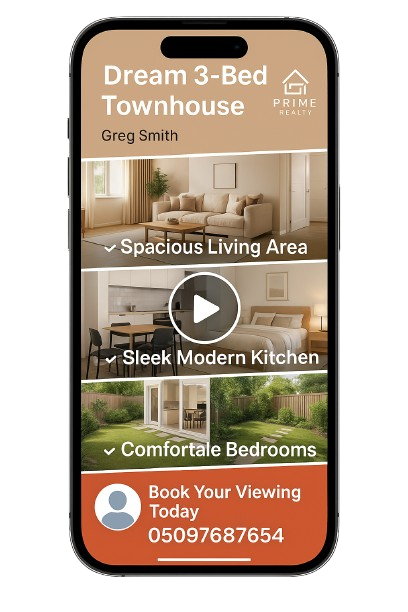 Dream 3-Bed
Townhouse
PRIME
REALTY
Greg Smith
✓ Spacious Living Area
✓ Sleek Modern Kitchen
✓ Comfortale Bedrooms
Book Your Viewing
Today
05097687654